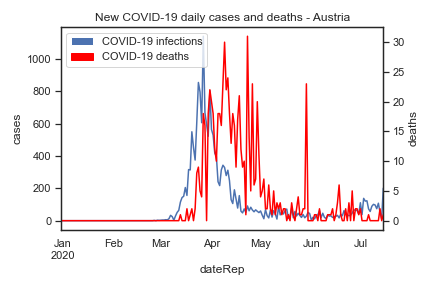 New COVID-19 daily cases and deaths - Austria
COVID-19 infections
COVID-19 deaths
cases
1000
800
600
400
200
0
deaths
30
25
20
15
10
5
0
Jan
2020
Feb
Mar
Apr
May
Jun
Jul
dateRep